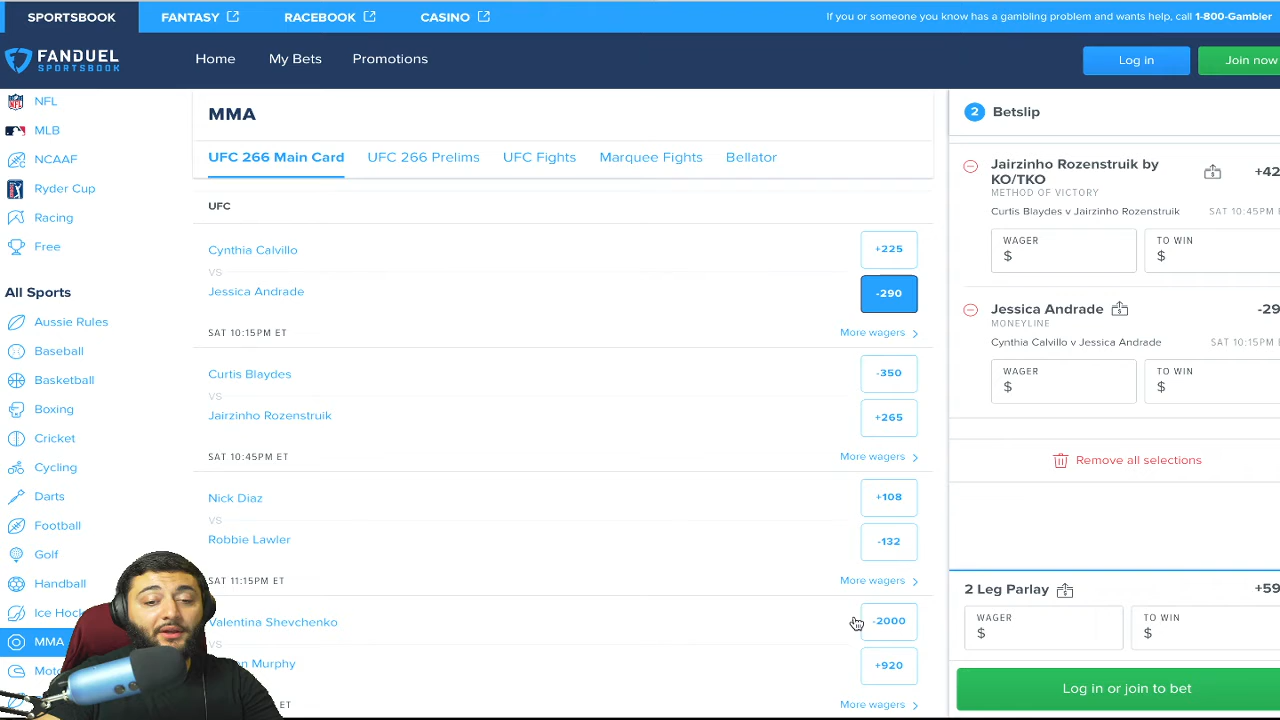 SPORTSBOOK
FANTASY
RACEBOOK
CASINO
If you or someone you know has a gambling problem and wants help, call 1-800-Gambler
FANDUEL
SPORTSBOOK
Home
My Bets
Promotions
Log in
Join now
NFL
MLB
NCAAF
Ryder Cup
Racing
Free
All Sports
Aussie Rules
Baseball
Basketball
Boxing
Cricket
Cycling
Darts
Football
Golf
Handball
Ice Hock
MMA
Moto
MMA
UFC 266 Main Card
UFC 266 Prelims
UFC Fights
Marquee Fights
Bellator
UFC
Cynthia Calvillo
+225
VS
Jessica Andrade
-290
SAT 10:15PM ET
More wagers
Curtis Blaydes
-350
VS
Jairzinho Rozenstruik
+265
SAT 10:45PM ET
More wagers
Nick Diaz
+108
VS
Robbie Lawler
-132
SAT 11:15PM ET
More wagers
Valentina Shevchenko
-2000
VS
n Murphy
+920
ET
More wagers
2
Betslip
Jairzinho Rozenstruik by
KO/TKO
+42
METHOD OF VICTORY
Curtis Blaydes v Jairzinho Rozenstruik
SAT 10:45PM
WAGER
$
TO WIN
$
Jessica Andrade
-29
MONEYLINE
Cynthia Calvillo v Jessica Andrade
SAT 10:15PM
WAGER
$
TO WIN
$
Remove all selections
2 Leg Parlay
+59
WAGER
$
TO WIN
$
Log in or join to bet